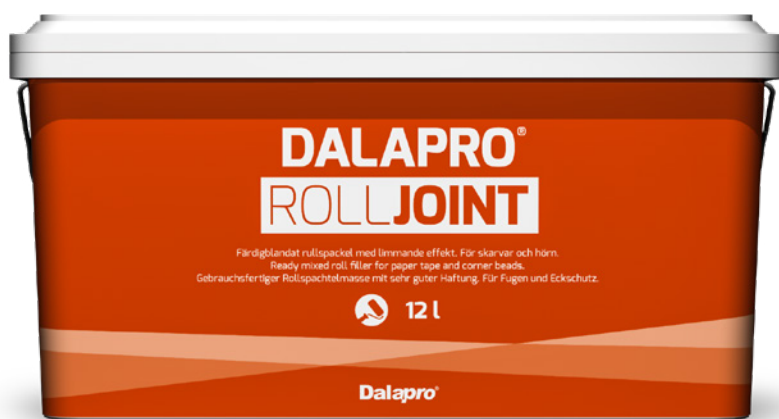 DALAPRO®
ROLLJOINT
Färdigblandat rullspackel med limmande effekt. För skarvar och hörn.
Ready mixed roll filler for paper tape and corner beads.
Gebrauchsfertiger Rollspachtelmasse mit sehr guter Haftung. Für Fugen und Eckschutz.
12 l
Dalapro®